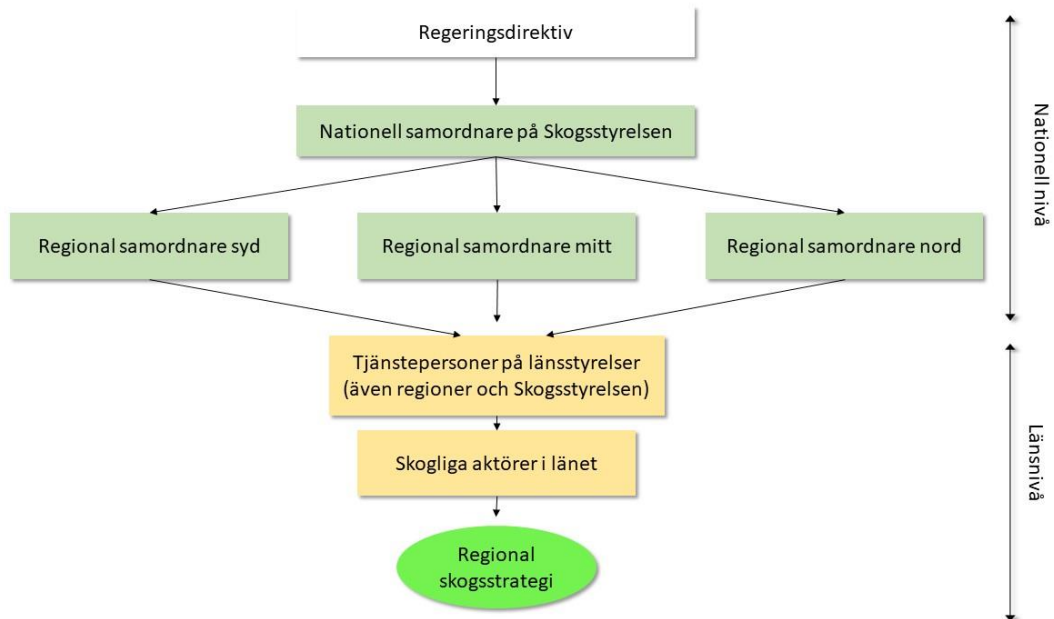 Regeringsdirektiv
Nationell samordnare på Skogsstyrelsen
Regional samordnare syd
Regional samordnare mitt
Regional samordnare nord
Nationell nivå
Tjänstepersoner på länsstyrelser
(även regioner och Skogsstyrelsen)
Skogliga aktörer i länet
Regional
skogsstrategi
Länsnivå